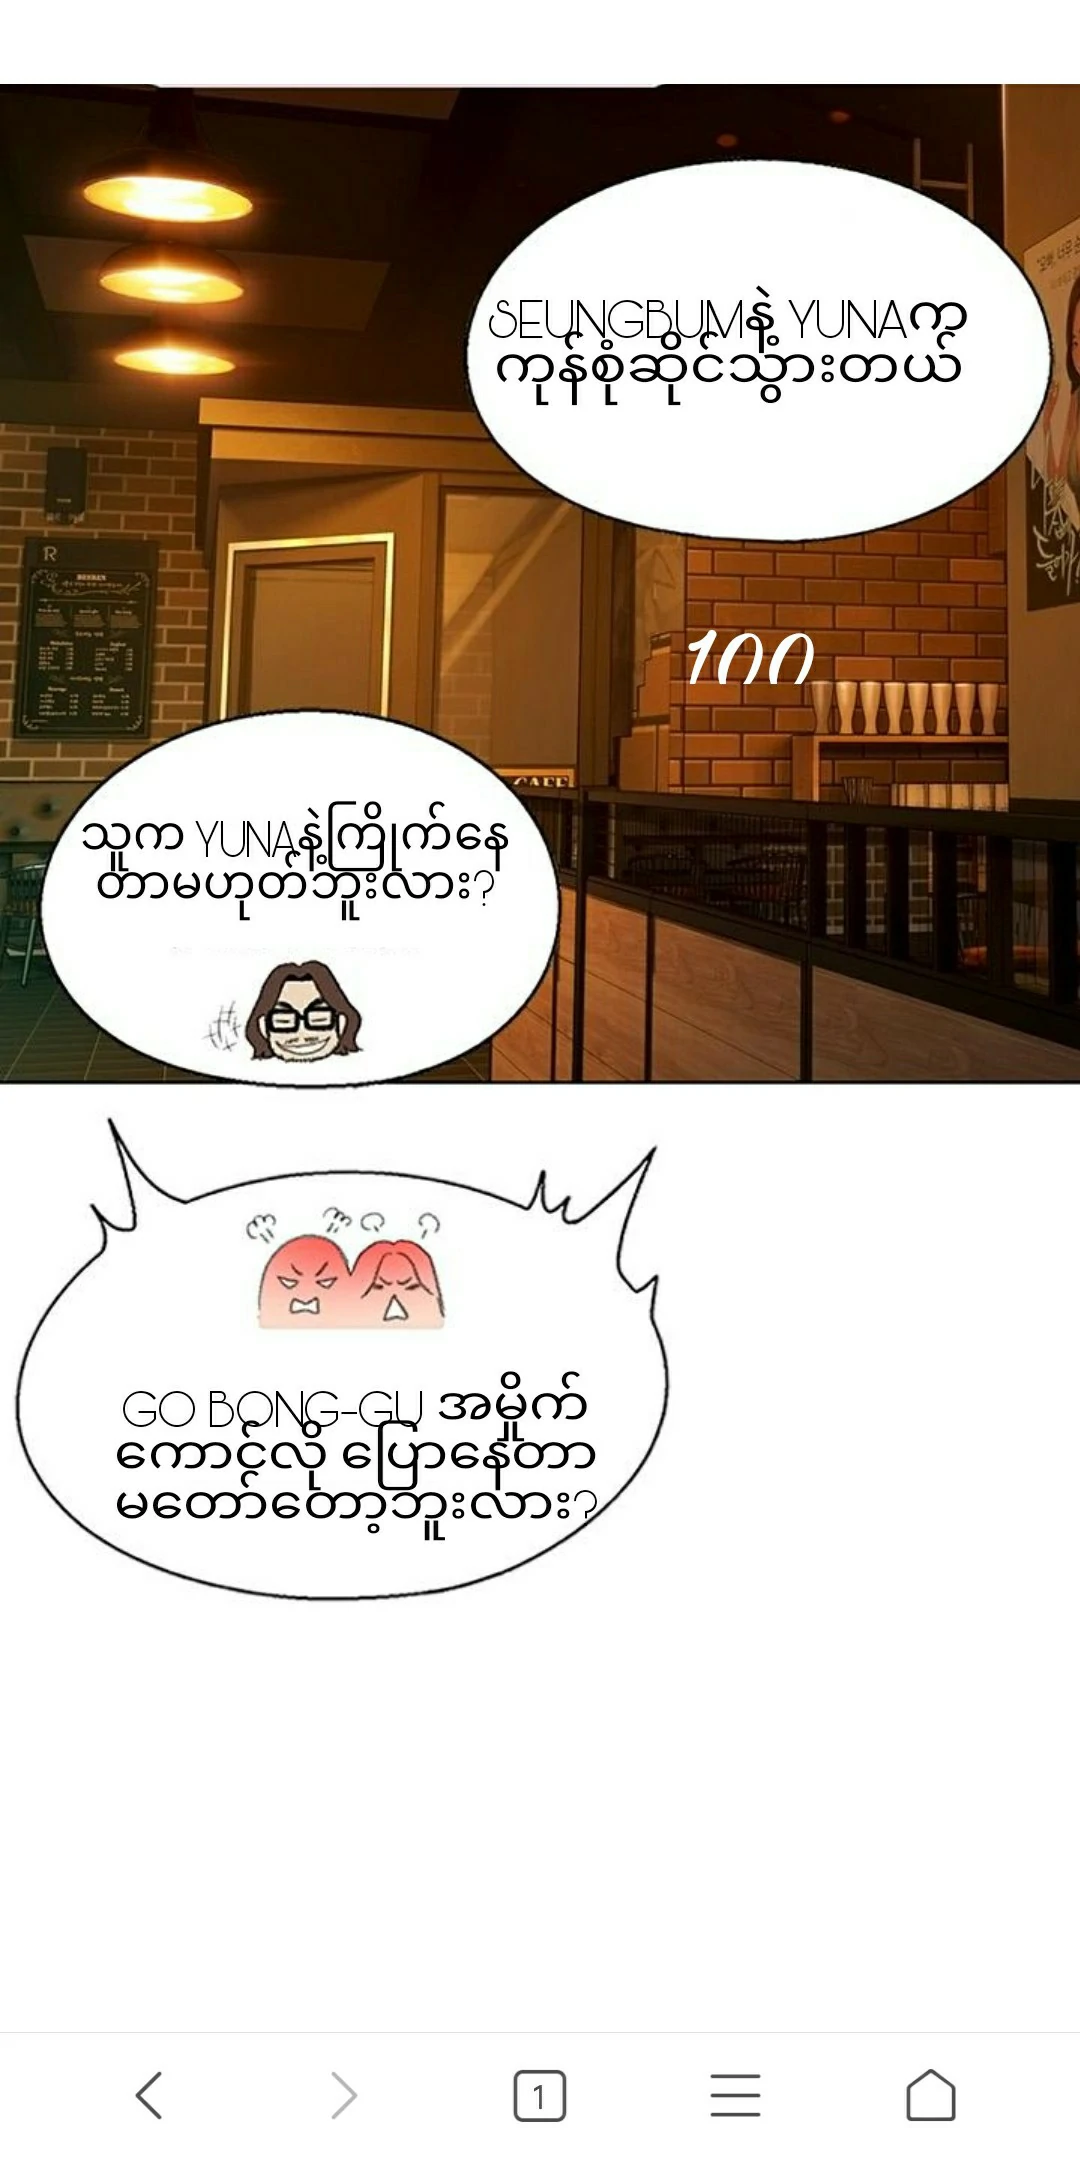 SEUNGBUMနဲ့ YUNAက
ကုန်စုံဆိုင်သွားတယ်
100
CAFE
သူက YUNAနဲ့ကြိုက်နေ
တာမဟုတ်ဘူးလား?
GO BONG-GU အမှိုက်
ကောင်လို ပြောနေတာ
မတော်တော့ဘူးလား?
1